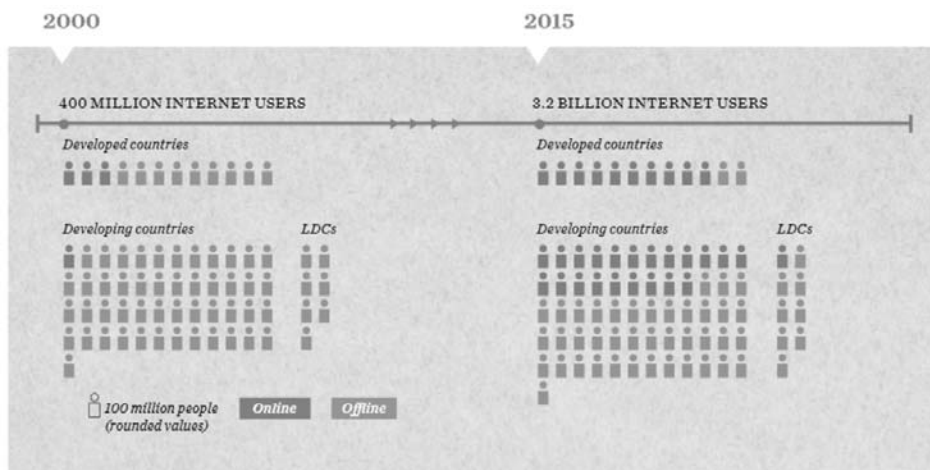 2000
2015
400 MILLION INTERNET USERS
3.2 BILLION INTERNET USERS
Developed countries
Developed countries
Developing countries
LDCs
Developing countries
LDCs
100 million people
(rounded values)
Online
Offline